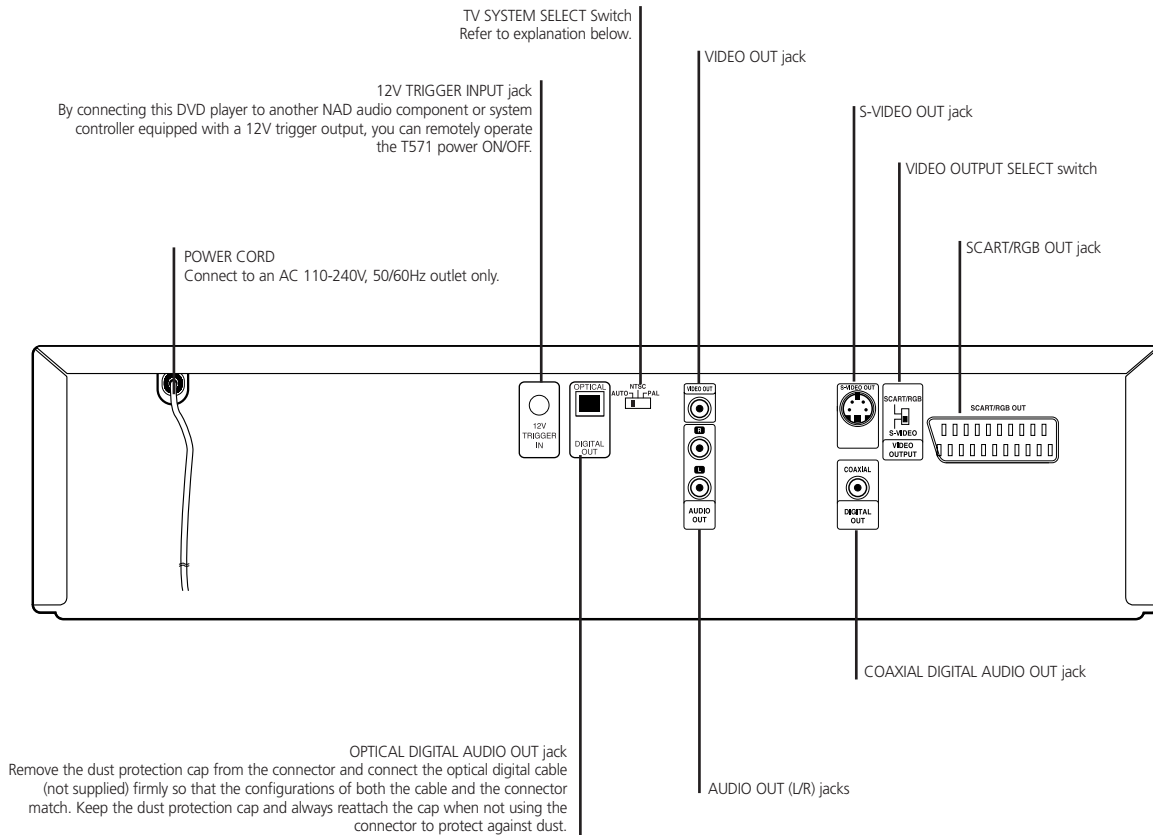 TV SYSTEM SELECT Switch
Refer to explanation below.
VIDEO OUT jack
12V TRIGGER INPUT jack
By connecting this DVD player to another NAD audio component or system
controller equipped with a 12V trigger output, you can remotely operate
the T571 power ON/OFF.
S-VIDEO OUT jack
VIDEO OUTPUT SELECT switch
SCART/RGB OUT jack
POWER CORD
Connect to an AC 110-240V, 50/60Hz outlet only.
12V
TRIGGER
IN
OPTICAL
DIGITAL
OUT
NTSC
AUTO
PAL
VIDEO OUT
R
L
AUDIO
OUT
S-VIDEO OUT
COAXIAL
DIGITAL
OUT
SCART/RGB
S-VIDEO
VIDEO
OUTPUT
SCART/RGB OUT
COAXIAL DIGITAL AUDIO OUT jack
OPTICAL DIGITAL AUDIO OUT jack
Remove the dust protection cap from the connector and connect the optical digital cable
(not supplied) firmly so that the configurations of both the cable and the connector
match. Keep the dust protection cap and always reattach the cap when not using the
connector to protect against dust.
AUDIO OUT (L/R) jacks